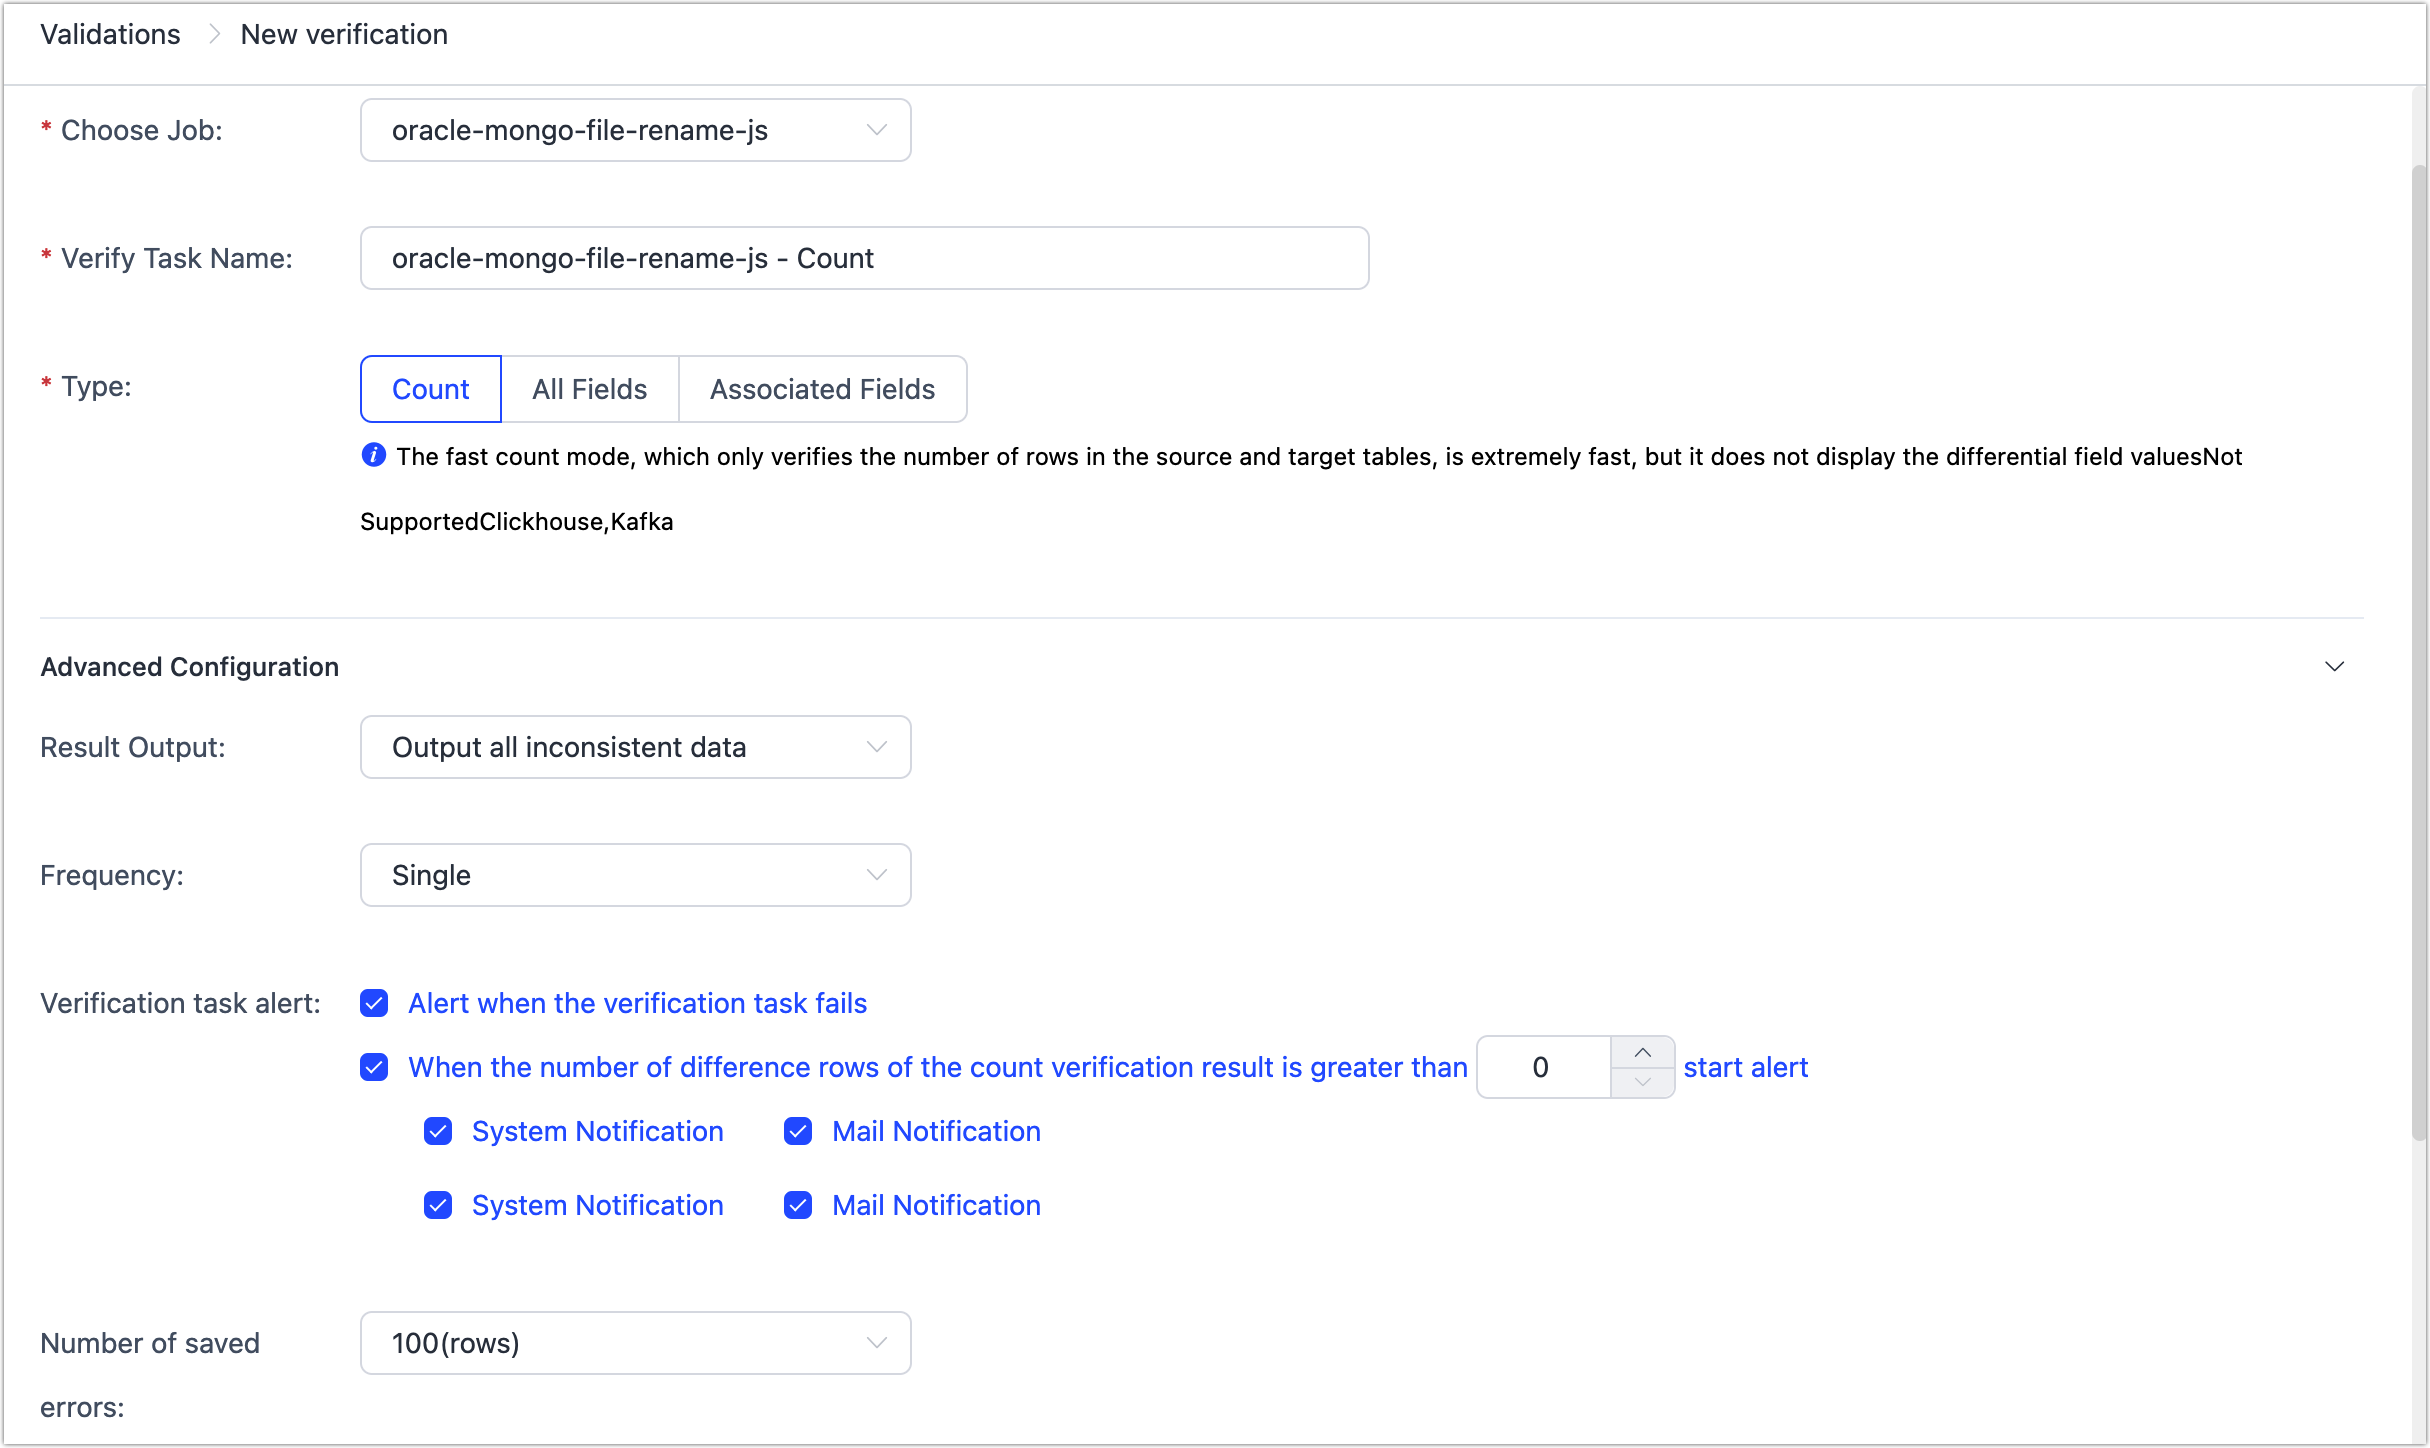 Validations > New verification
* Choose Job: oracle-mongo-file-rename-js
* Verify Task Name: oracle-mongo-file-rename-js - Count
* Type: Count All Fields Associated Fields
i The fast count mode, which only verifies the number of rows in the source and target tables, is extremely fast, but it does not display the differential field valuesNot
SupportedClickhouse,Kafka
Advanced Configuration
Result Output: Output all inconsistent data
Frequency: Single
Verification task alert: Alert when the verification task fails
When the number of difference rows of the count verification result is greater than 0 start alert
System Notification Mail Notification
System Notification Mail Notification
Number of saved 100(rows)
errors: